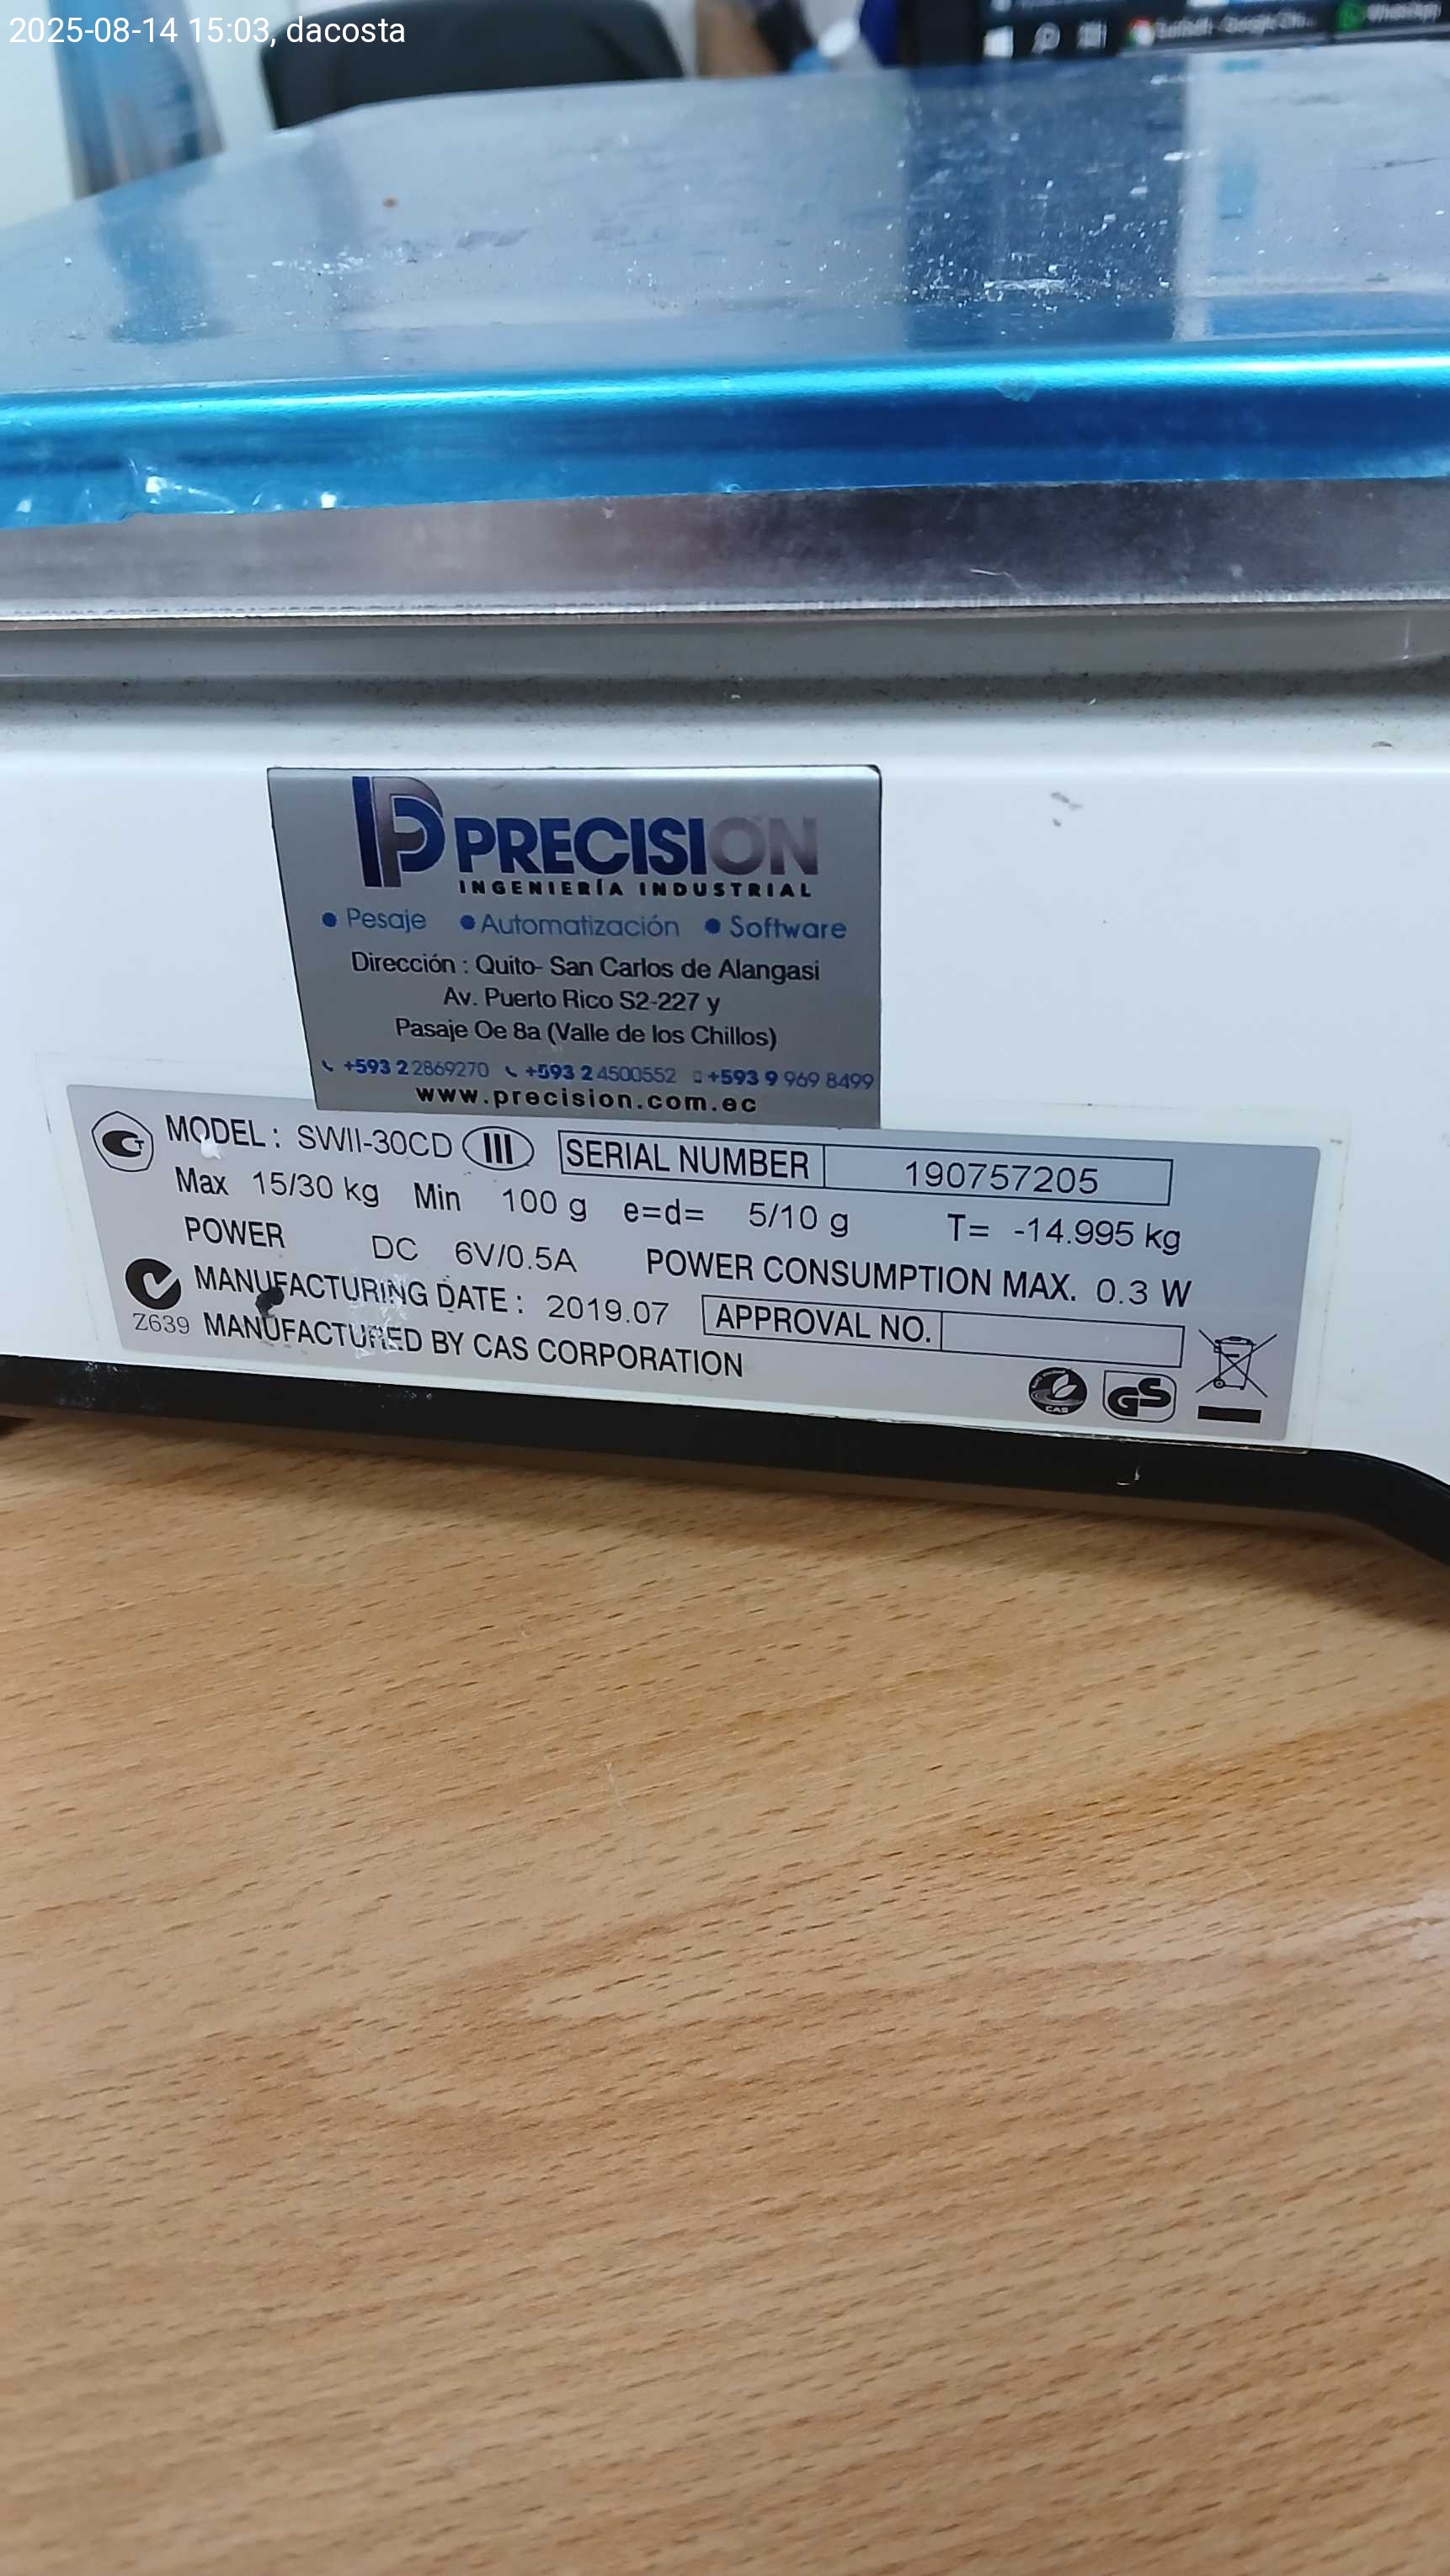 2025-08-14 15:03, dacosta
WhatsApp
PRECISION
INGENIERÍA INDUSTRIAL
• Pesaje • Automatización • Software
Dirección : Quito- San Carlos de Alangasi
Av. Puerto Rico S2-227 y
Pasaje Oe 8a (Valle de los Chillos)
+593 2 2869270 +593 2 4500552 +593 9 969 8499
www.precision.com.ec
MODEL : SWII-30CD III SERIAL NUMBER 190757205
Max 15/30 kg Min 100 g e=d= 5/10 g T= -14.995 kg
POWER DC 6V/0.5A POWER CONSUMPTION MAX. 0.3 W
MANUFACTURING DATE : 2019.07 APPROVAL NO.
Z639 MANUFACTURED BY CAS CORPORATION
CAS GS